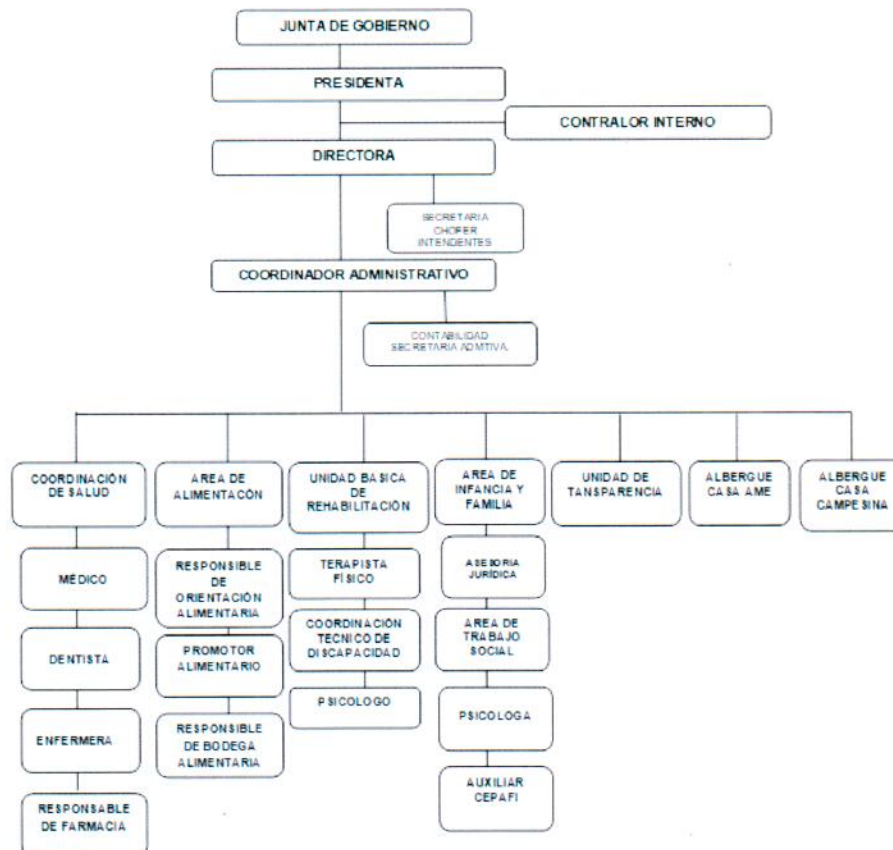 JUNTA DE GOBIERNO
PRESIDENTA
CONTRALOR INTERNO
DIRECTORA
SECRETARIA
CHOFER
INTENDENTES
COORDINADOR ADMINISTRATIVO
CONTABILIDAD
SECRETARIA ADMTIVA.
COORDINACIÓN
DE SALUD
AREA DE
ALIMENTACÓN
UNIDAD BASICA
DE
REHABILITACIÓN
AREA DE
INFANCIA Y
FAMILIA
UNIDAD DE
TANSPARENCIA
ALBERGUE
CASA AME
ALBERGUE
CASA
CAMPESINA
MÉDICO
DENTISTA
ENFERMERA
RESPONSABLE
DE FARMACIA
RESPONSIBLE
DE
ORIENTACIÓN
ALIMENTARIA
PROMOTOR
ALIMENTARIO
RESPONSIBLE
DE BODEGA
ALIMENTARIA
TERAPISTA
FÍSICO
COORDINACIÓN
TECNICO DE
DISCAPACIDAD
PSICOLOGO
ASESORIA
JURÍDICA
AREA DE
TRABAJO
SOCIAL
PSICOLOGA
AUXILIAR
CEPAFI